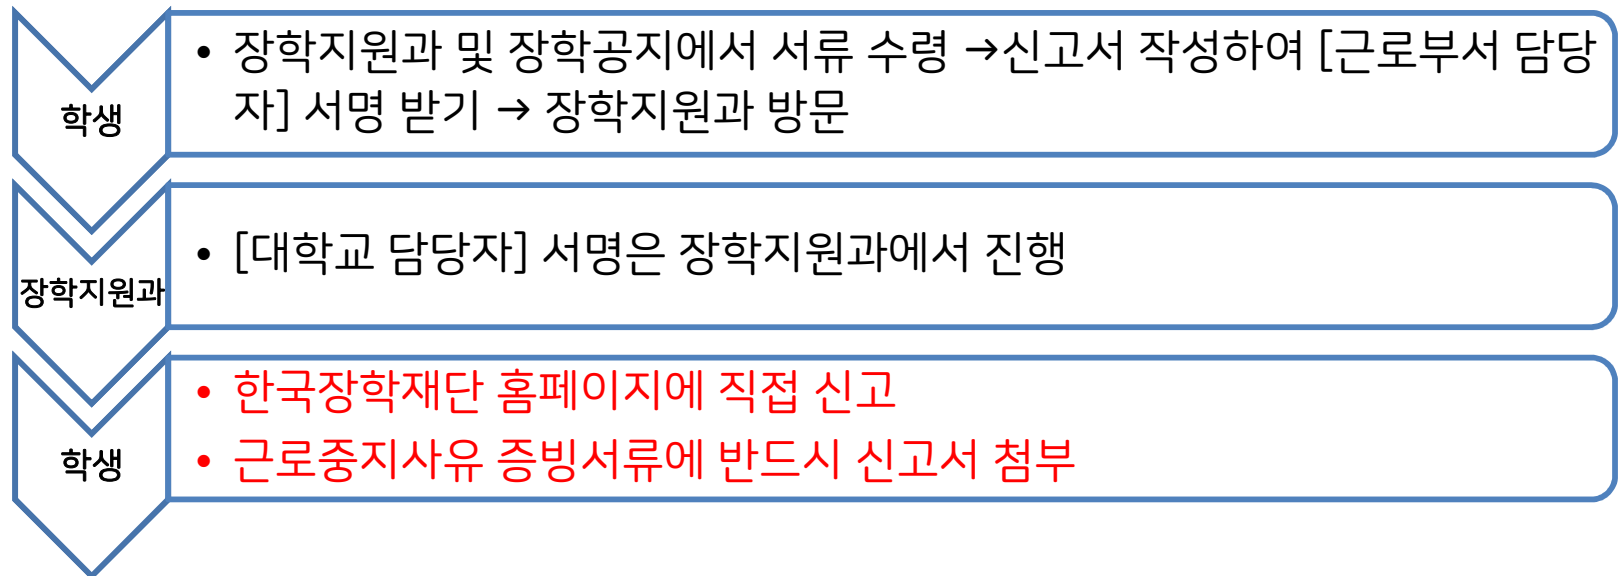 학생
• 장학지원과 및 장학공지에서 서류 수령 →신고서 작성하여 [근로부서 담당
자] 서명 받기 → 장학지원과 방문
장학지원과
• [대학교 담당자] 서명은 장학지원과에서 진행
학생
• 한국장학재단 홈페이지에 직접 신고
• 근로중지사유 증빙서류에 반드시 신고서 첨부